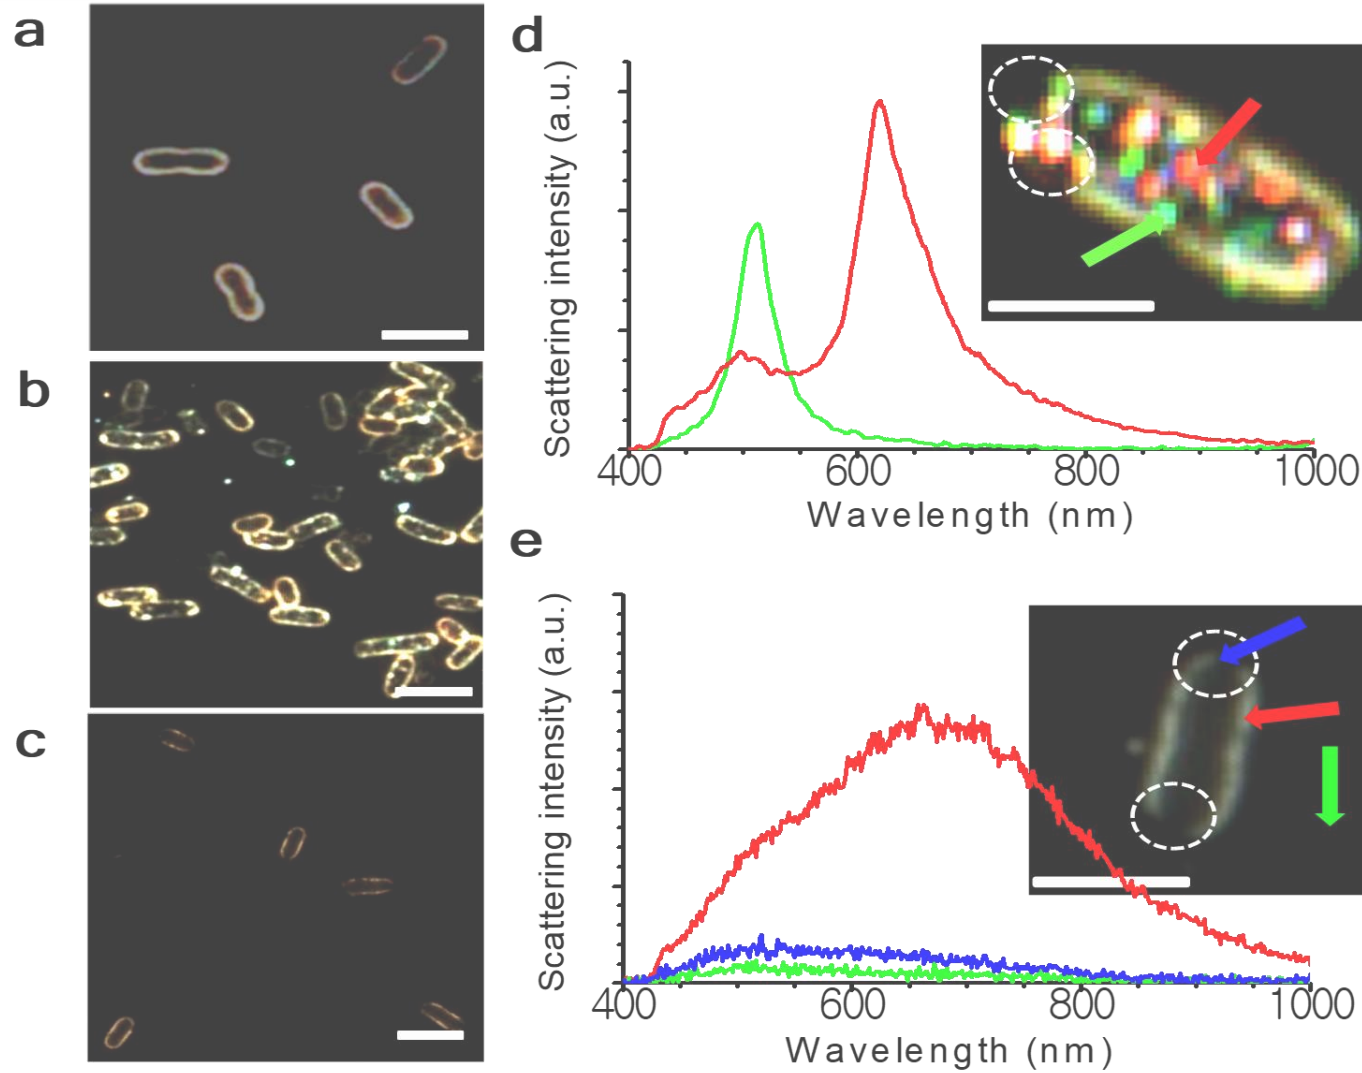 a
b
c
d
Scattering intensity (a.u.)
400
600
800
1000
Wavelength (nm)
e
Scattering intensity (a.u.)
400
600
800
1000
Wavelength (nm)